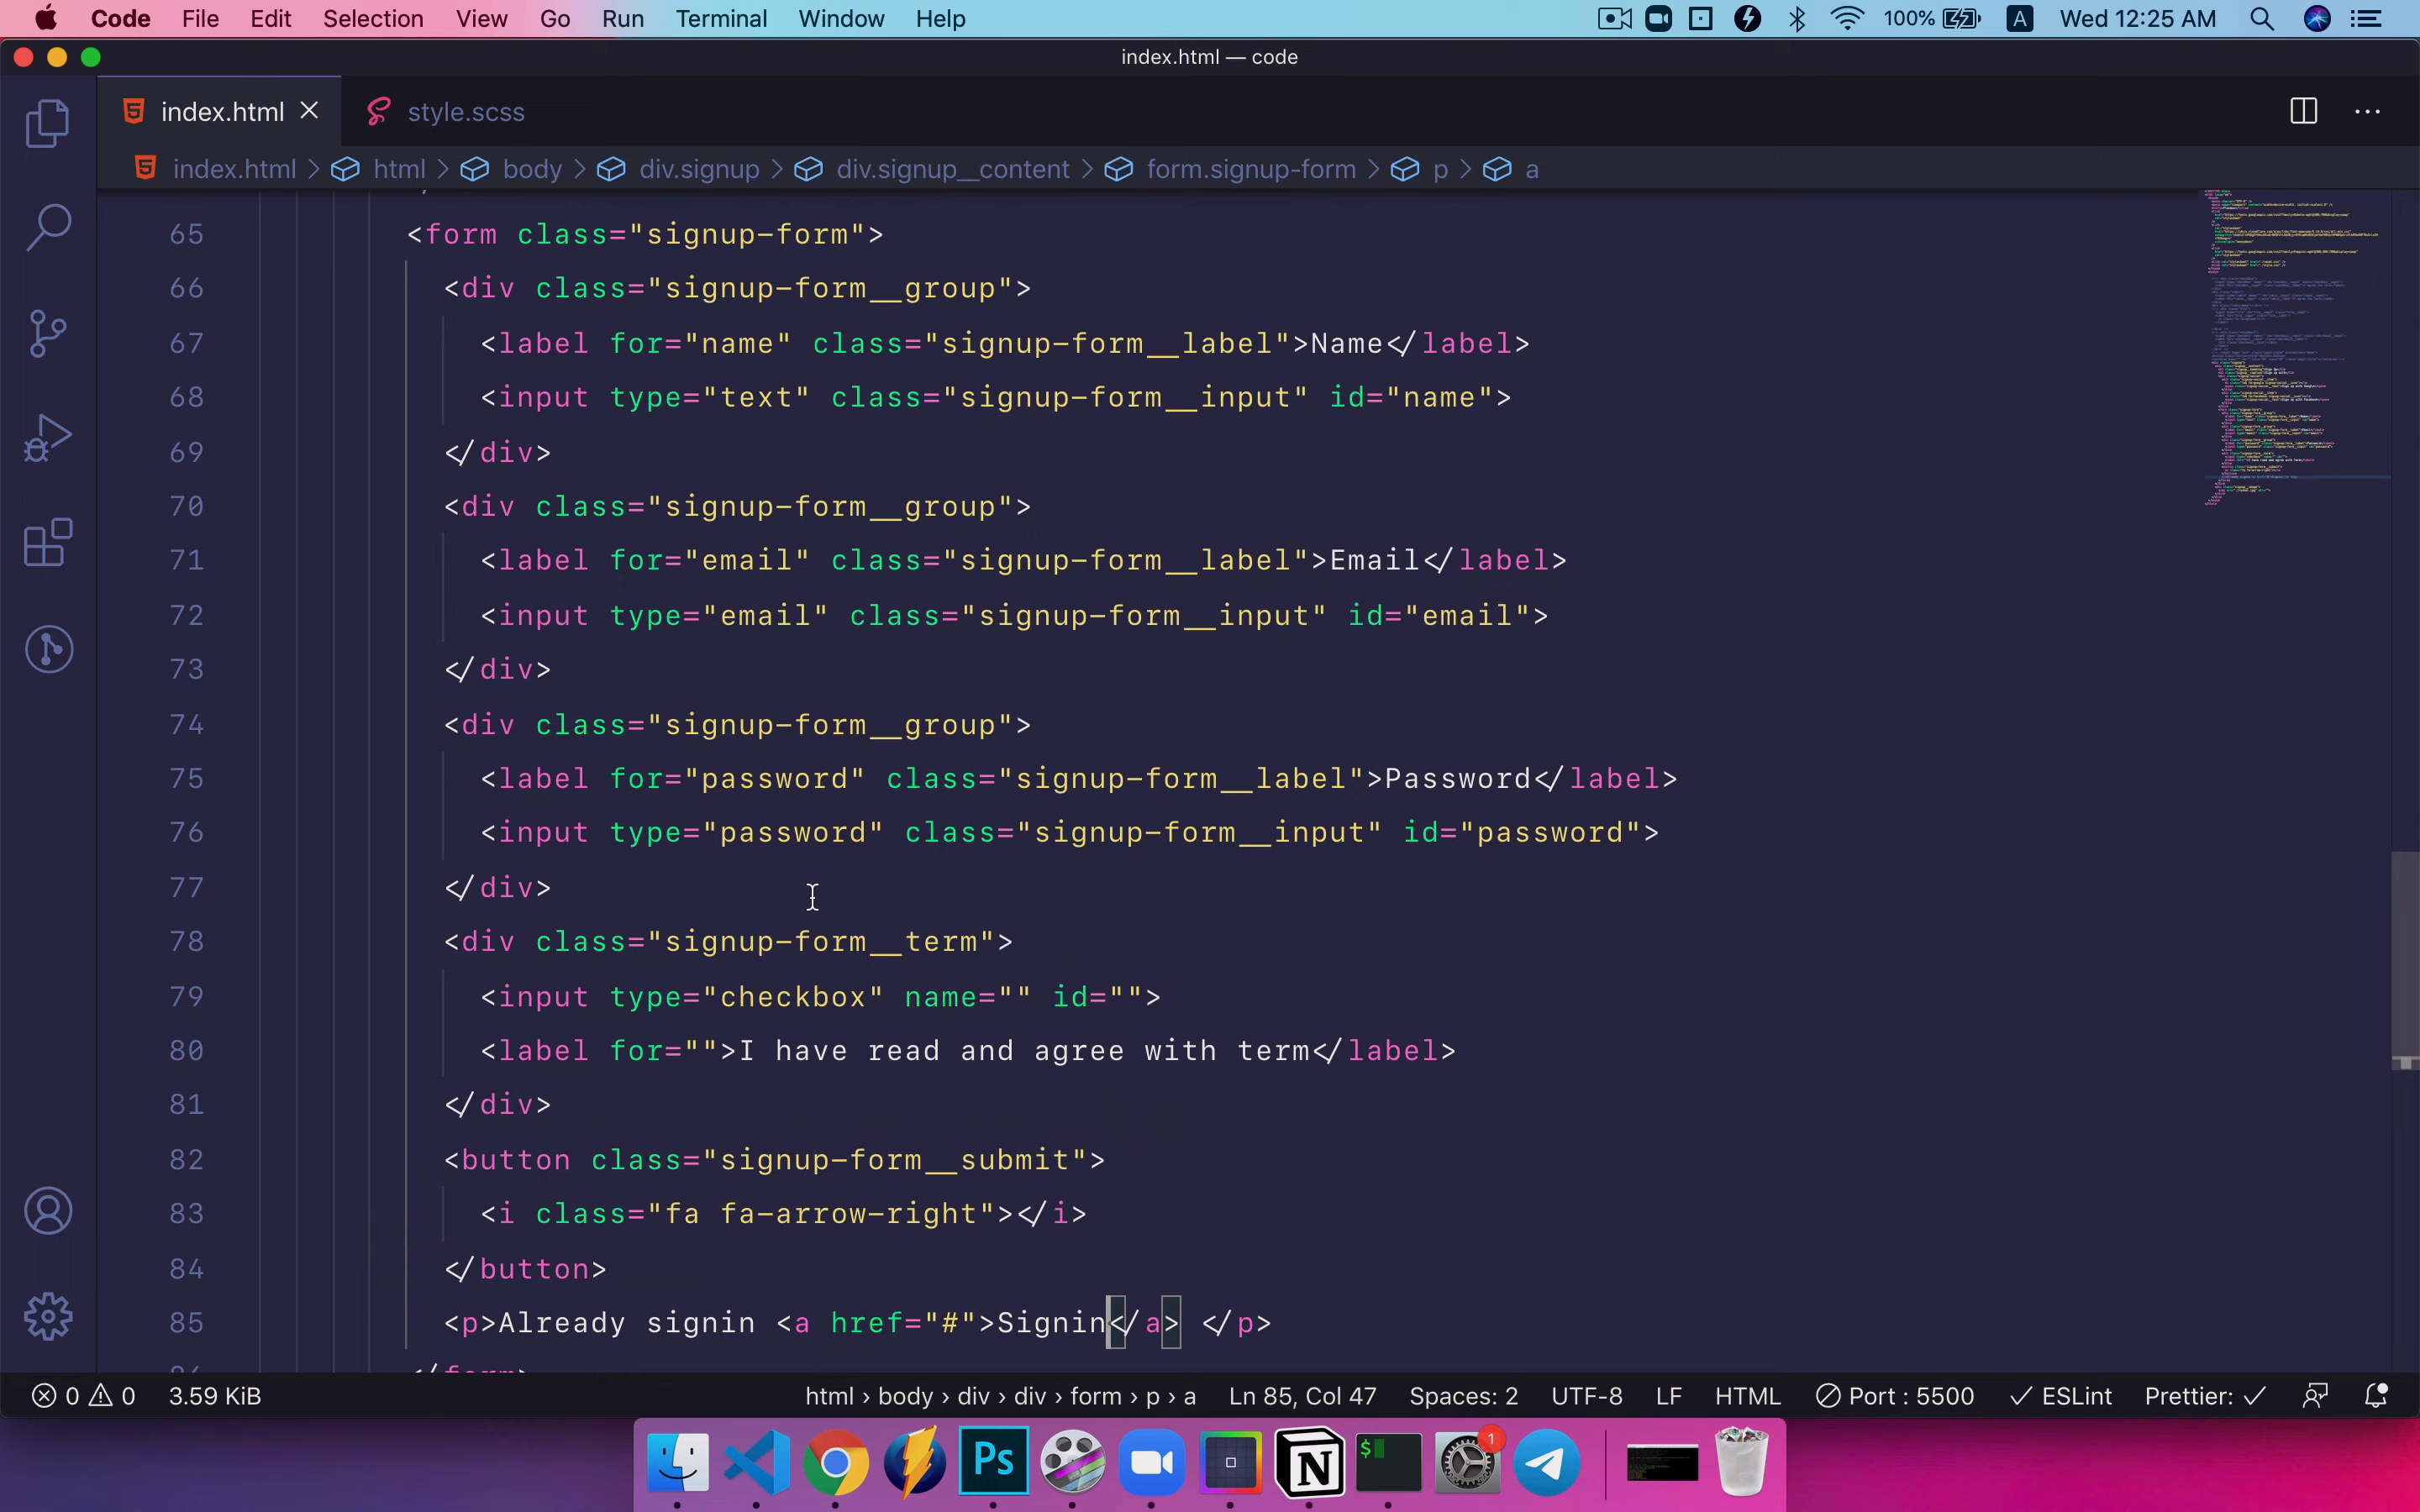 Code File Edit Selection View Go Run Terminal Window Help 100% A Wed 12:25 AM
index.html — code
index.html style.scss
index.html > html > body > div.signup > div.signup__content > form.signup-form > p > a
65 <form class="signup-form">
66 <div class="signup-form__group">
67 <label for="name" class="signup-form__label">Name</label>
68 <input type="text" class="signup-form__input" id="name">
69 </div>
70 <div class="signup-form__group">
71 <label for="email" class="signup-form__label">Email</label>
72 <input type="email" class="signup-form__input" id="email">
73 </div>
74 <div class="signup-form__group">
75 <label for="password" class="signup-form__label">Password</label>
76 <input type="password" class="signup-form__input" id="password">
77 </div>
78 <div class="signup-form__term">
79 <input type="checkbox" name="" id="">
80 <label for="">I have read and agree with term</label>
81 </div>
82 <button class="signup-form__submit">
83 <i class="fa fa-arrow-right"></i>
84 </button>
85 <p>Already signin <a href="#">Signin</a> </p>
86 </form>
0 0 3.59 KiB html › body › div › div › form › p › a Ln 85, Col 47 Spaces: 2 UTF-8 LF HTML Port : 5500 ESLint Prettier:
Ps N $ 1